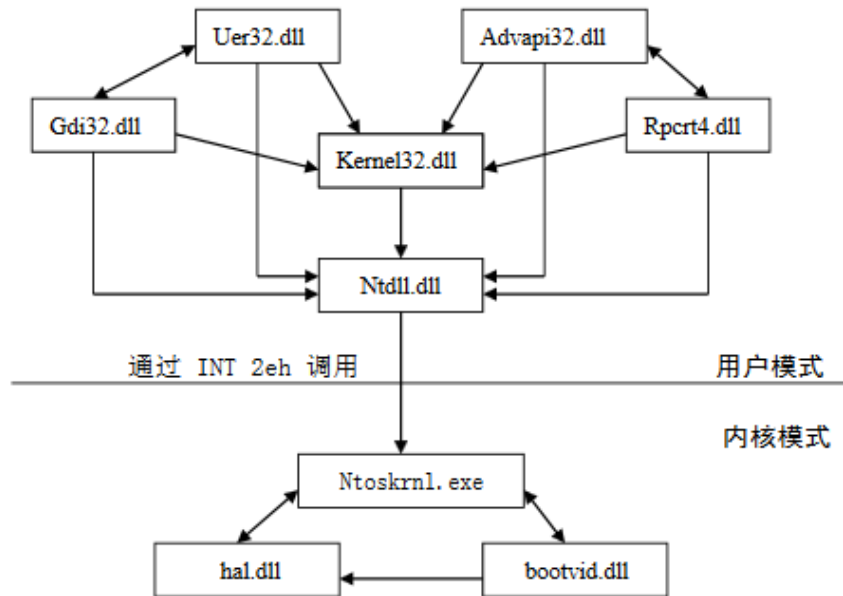 Uer32.dll
Advapi32.dll
Gdi32.dll
Rpcrt4.dll
Kernel32.dll
Ntdll.dll
通过 INT 2eh 调用
用户模式
内核模式
Ntoskrnl.exe
hal.dll
bootvid.dll